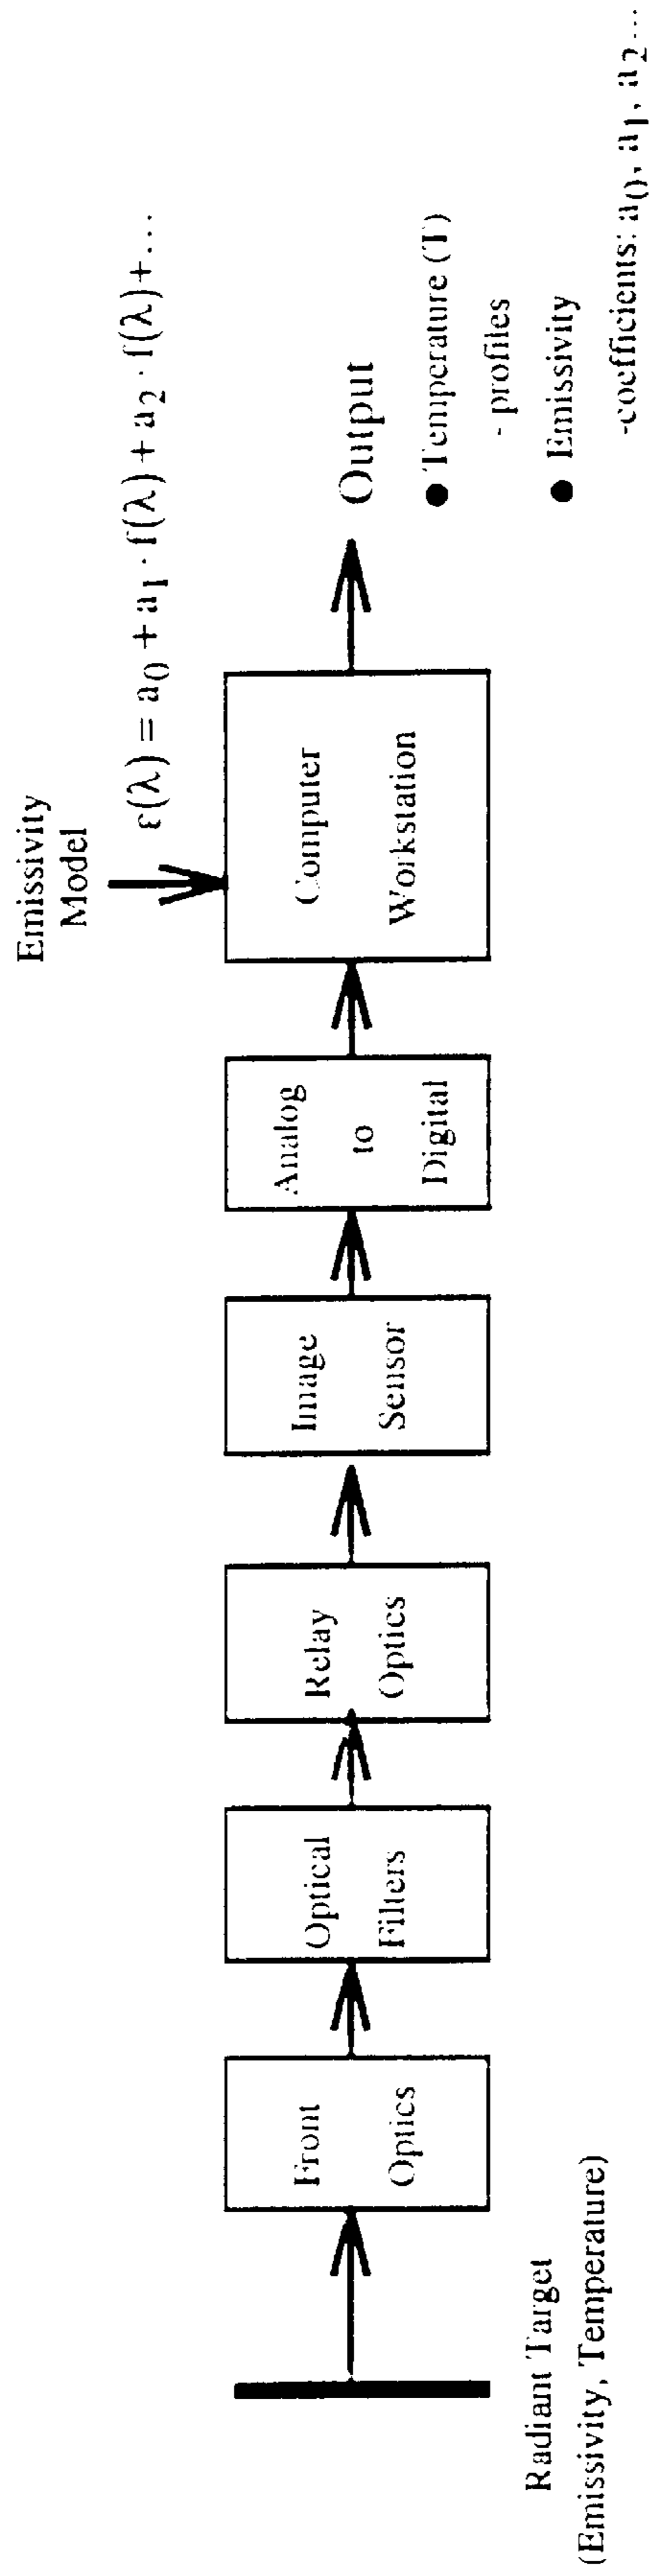 Radiant Target
(Emissivity, Temperature)
Front
Optics
Optical
Filters
Relay
Optics
Image
Sensor
Analog
to
Digital
Computer
Workstation
Emissivity
Model
ε(λ) = a₀ + a₁ · f(λ) + a₂ · f(λ) + ...
Output
● Temperature (T)
- profiles
● Emissivity
-coefficients: a₀, a₁, a₂...